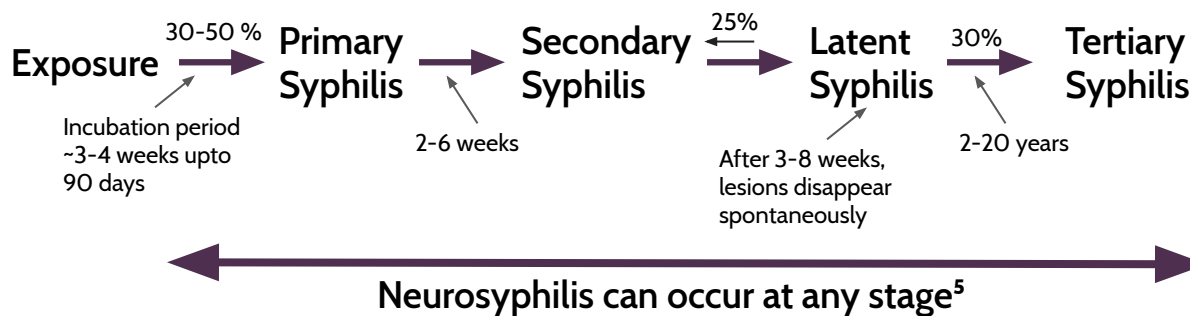 30-50 %
25%
30%
Exposure
Primary
Syphilis
Secondary
Syphilis
Latent
Syphilis
Tertiary
Syphilis
Incubation period
~3-4 weeks upto
90 days
2-6 weeks
After 3-8 weeks,
lesions disappear
spontaneously
2-20 years
Neurosyphilis can occur at any stage⁵